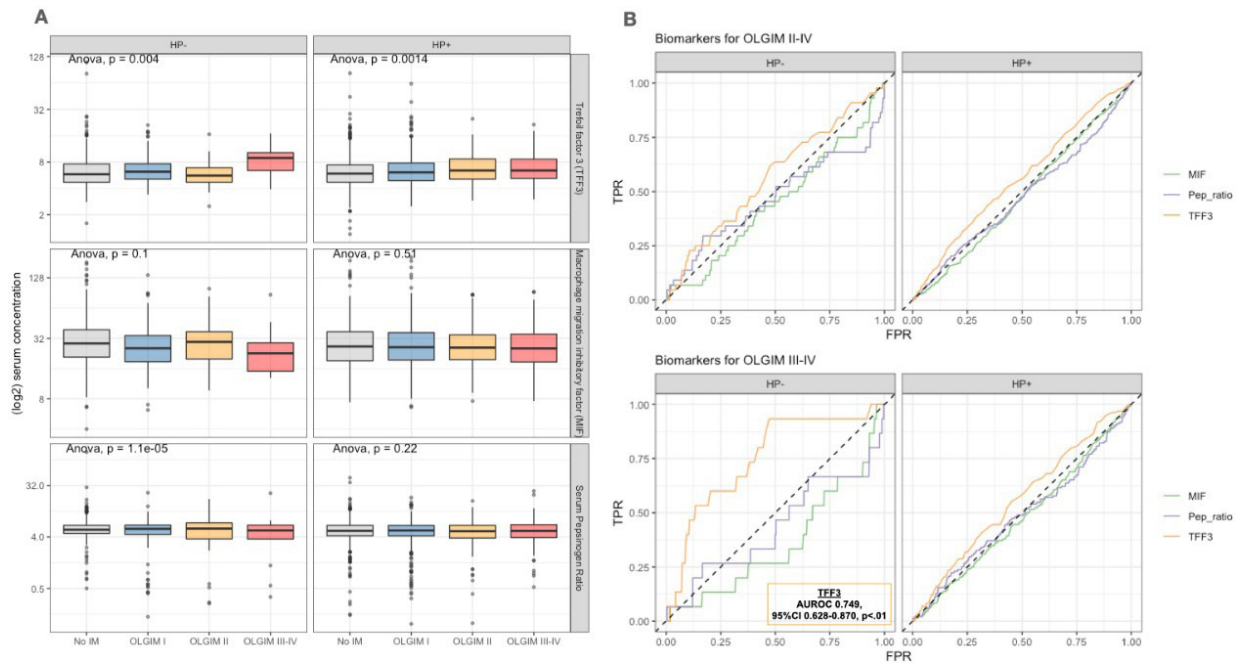 A
HP-
HP+
Anova, p = 0.004
Anova, p = 0.0014
128
32
8
2
Trefoil factor 3 (TFF3)
Anova, p = 0.1
Anova, p = 0.51
128
32
8
Macrophage migration inhibitory factor (MIF)
(log2) serum concentration
Anova, p = 1.1e-05
Anova, p = 0.22
32.0
4.0
0.5
Serum Pepsinogen Ratio
No IM
OLGIM I
OLGIM II
OLGIM III-IV
No IM
OLGIM I
OLGIM II
OLGIM III-IV
B
Biomarkers for OLGIM II-IV
HP-
HP+
1.00
0.75
0.50
0.25
0.00
TPR
0.00
0.25
0.50
0.75
1.00
0.00
0.25
0.50
0.75
1.00
FPR
MIF
Pep_ratio
TFF3
Biomarkers for OLGIM III-IV
HP-
HP+
1.00
0.75
0.50
0.25
0.00
TPR
TFF3
AUROC 0.749,
95%CI 0.628-0.870, p<.01
0.00
0.25
0.50
0.75
1.00
0.00
0.25
0.50
0.75
1.00
FPR
MIF
Pep_ratio
TFF3